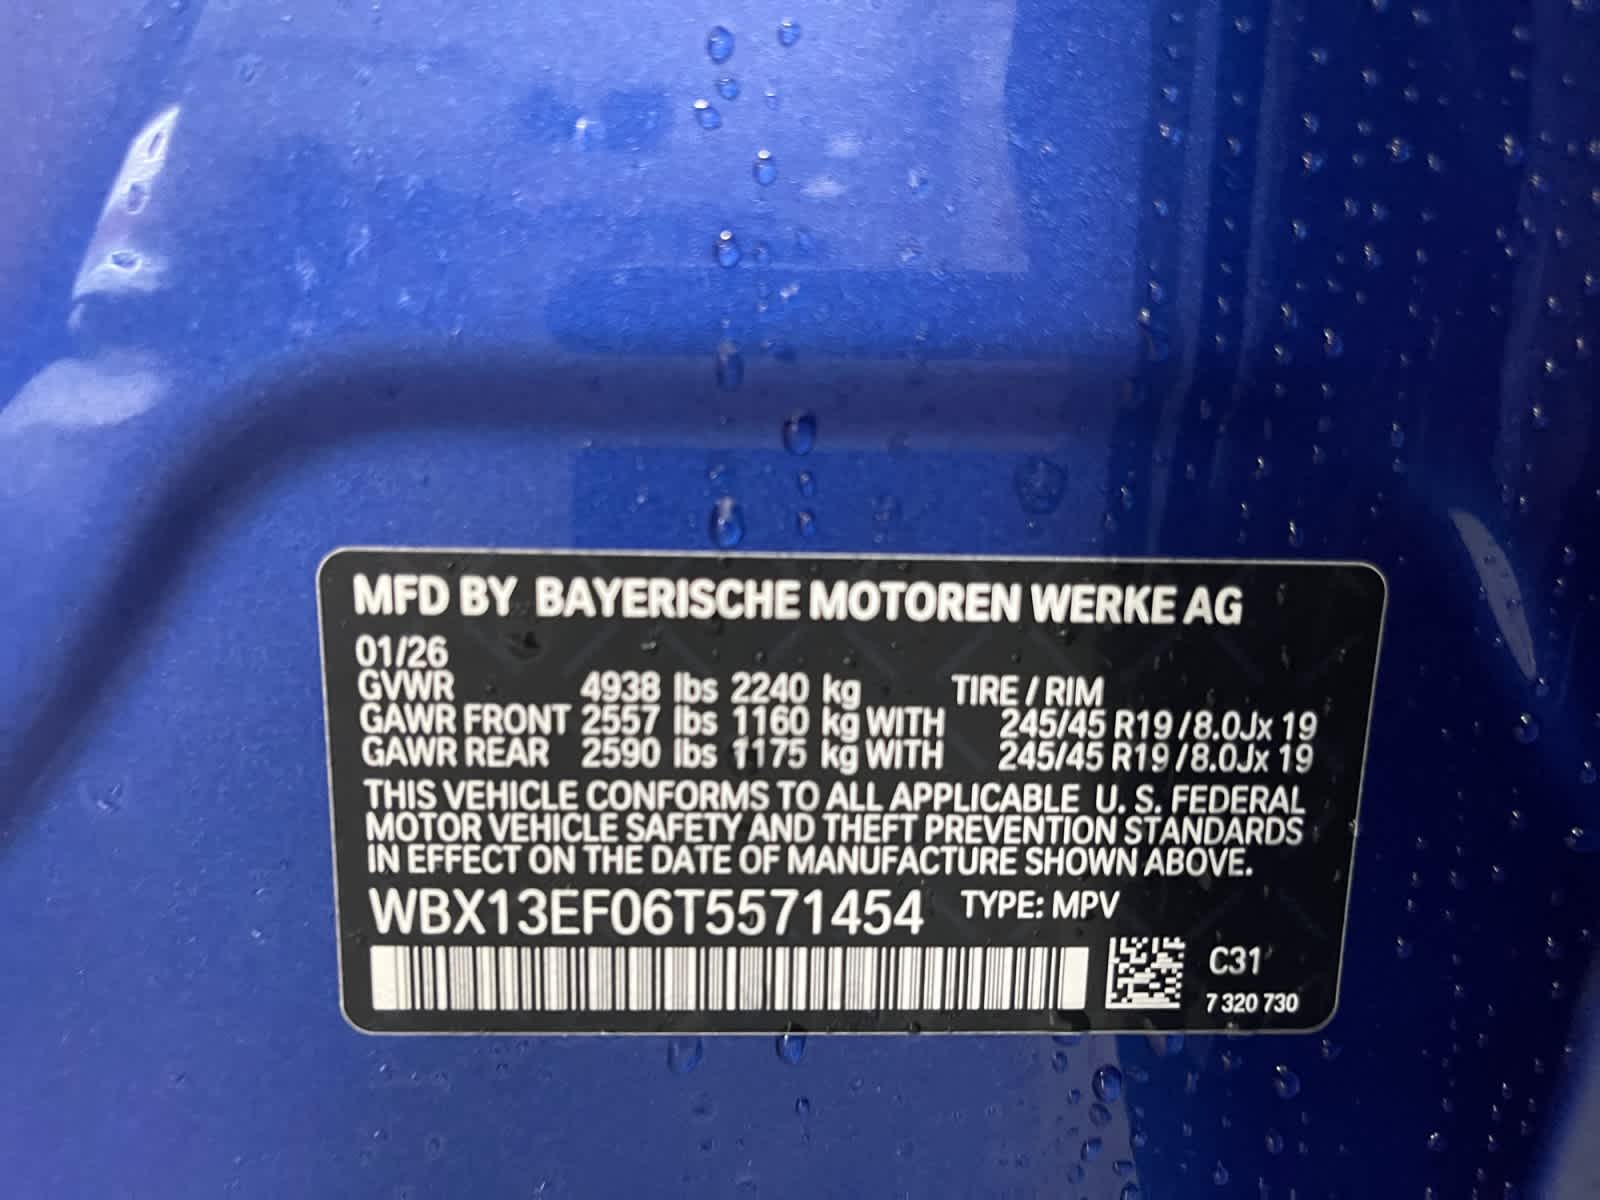 MFD BY BAYERISCHE MOTOREN WERKE AG
01/26
GVWR 4938 lbs 2240 kg TIRE / RIM
GAWR FRONT 2557 lbs 1160 kg WITH 245/45 R19 /8.0Jx 19
GAWR REAR 2590 lbs 1175 kg WITH 245/45 R19 /8.0Jx 19
THIS VEHICLE CONFORMS TO ALL APPLICABLE U. S. FEDERAL
MOTOR VEHICLE SAFETY AND THEFT PREVENTION STANDARDS
IN EFFECT ON THE DATE OF MANUFACTURE SHOWN ABOVE.
WBX13EF06T5571454 TYPE: MPV
C31
7 320 730